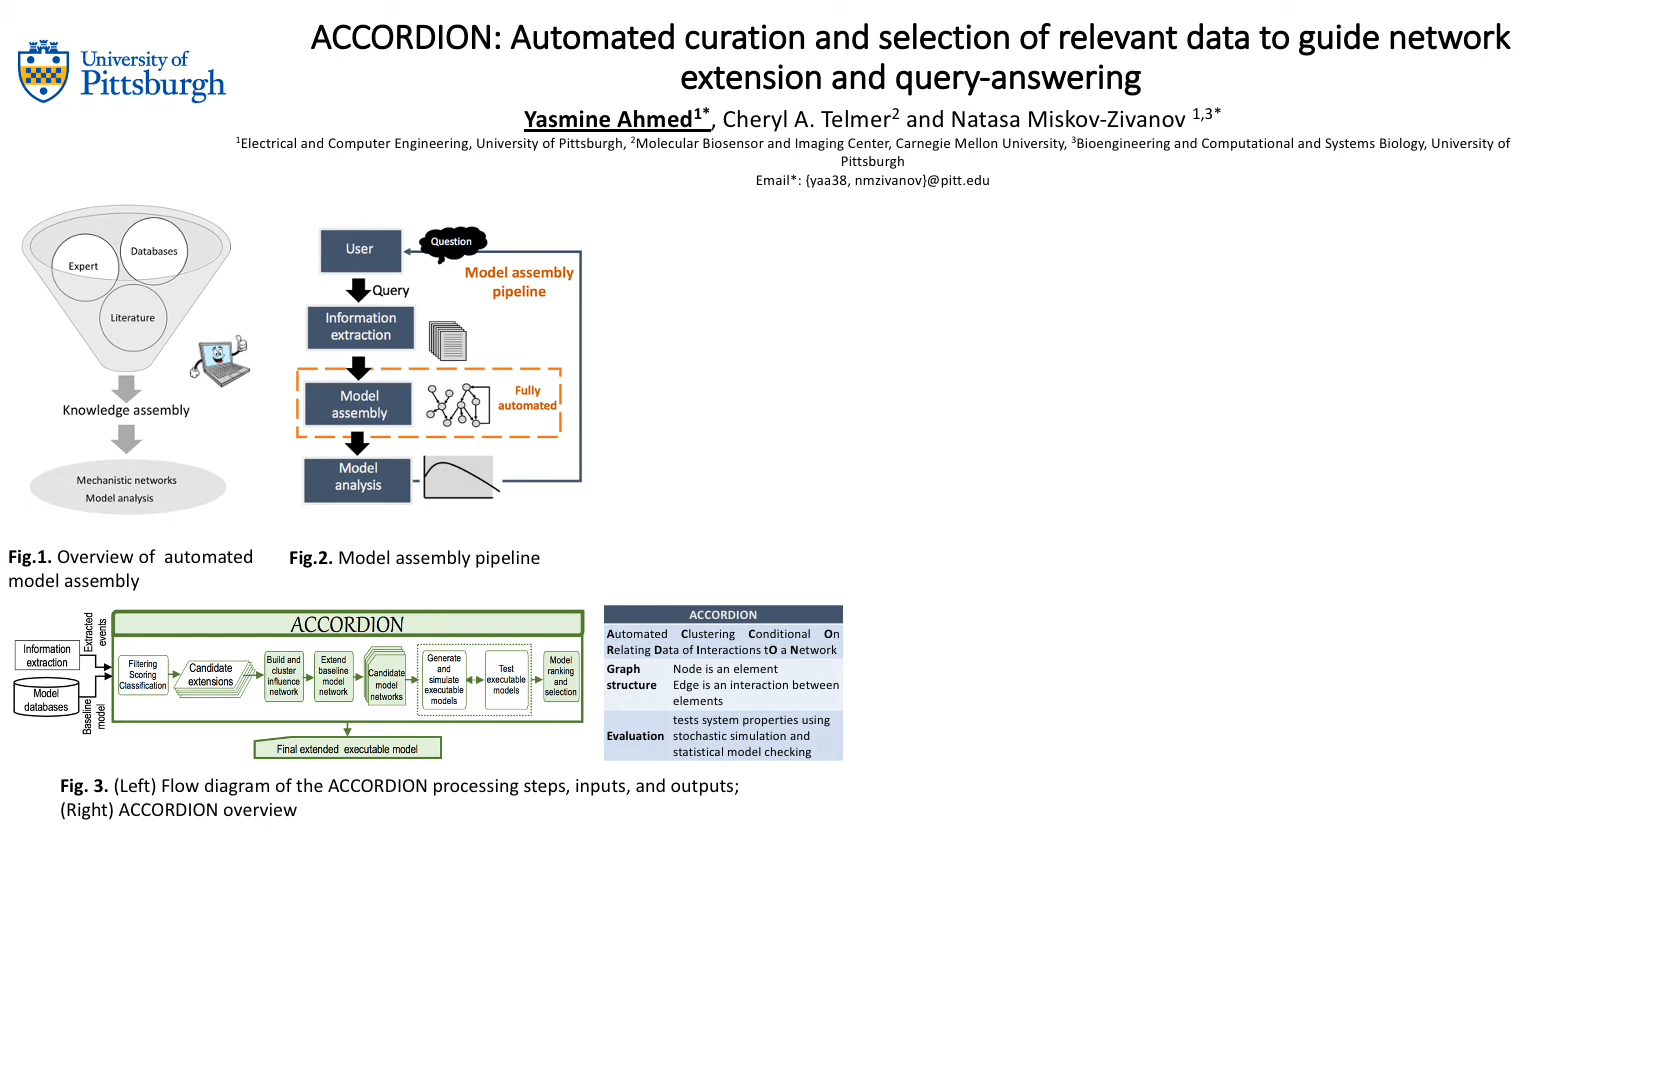 University of
Pittsburgh
ACCORDION: Automated curation and selection of relevant data to guide network
extension and query-answering
Yasmine Ahmed1*, Cheryl A. Telmer2 and Natasa Miskov-Zivanov 1,3*
1Electrical and Computer Engineering, University of Pittsburgh, 2Molecular Biosensor and Imaging Center, Carnegie Mellon University, 3Bioengineering and Computational and Systems Biology, University of
Pittsburgh
Email*: {yaa38, nmzivanov}@pitt.edu
Expert
Databases
Literature
Knowledge assembly
Mechanistic networks
Model analysis
Fig.1. Overview of automated
model assembly
User
Question
Model assembly
pipeline
Query
Information
extraction
Model
assembly
Fully
automated
Model
analysis
Fig.2. Model assembly pipeline
Information
extraction
Model
databases
Extracted
events
Baseline
model
ACCORDION
Filtering
Scoring
Classification
Candidate
extensions
Build and
cluster
influence
network
Extend
baseline
model
network
Candidate
model
networks
Generate
and
simulate
executable
models
Test
executable
models
Model
ranking
and
selection
Final extended executable model
ACCORDION
Automated Clustering Conditional On
Relating Data of Interactions tO a Network
Graph
structure
Node is an element
Edge is an interaction between
elements
Evaluation
tests system properties using
stochastic simulation and
statistical model checking
Fig. 3. (Left) Flow diagram of the ACCORDION processing steps, inputs, and outputs;
(Right) ACCORDION overview